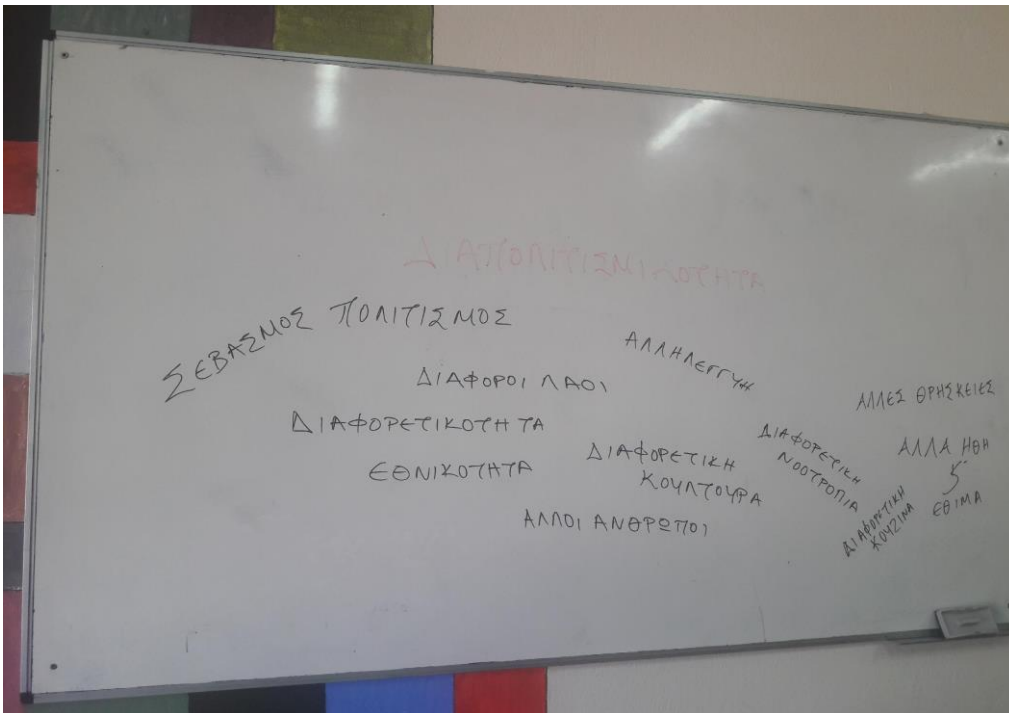 ΣΕΒΑΣΜΟΣ ΠΟΛΙΤΙΣΜΟΣ
ΑΛΛΗΛΕΓΓΥΗ
ΔΙΑΦΟΡΟΙ ΛΑΟΙ
ΑΛΛΕΣ ΘΡΗΣΚΕΙΕΣ
ΔΙΑΦΟΡΕΤΙΚΟΤΗΤΑ
ΕΘΝΙΚΟΤΗΤΑ
ΔΙΑΦΟΡΕΤΙΚΗ
ΚΟΥΛΤΟΥΡΑ
ΔΙΑΦΟΡΕΤΙΚΗ
ΝΟΟΤΡΟΠΙΑ
ΑΛΛΑ ΗΘΗ
ΕΘΙΜΑ
ΔΙΑΦΟΡΕΤΙΚΗ
ΚΟΥΖΙΝΑ
ΑΛΛΟΙ ΑΝΘΡΩΠΟΙ